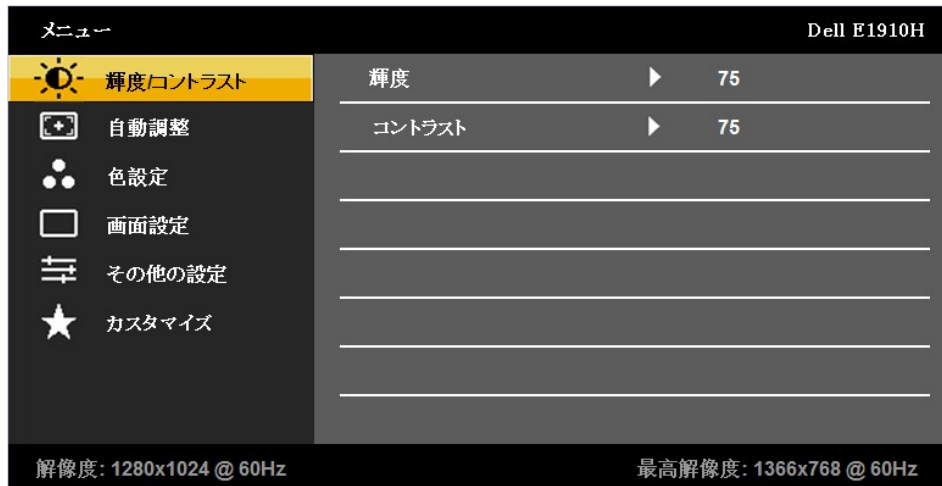 メニュー
Dell E1910H
輝度/コントラスト
自動調整
色設定
画面設定
その他の設定
カスタマイズ
輝度 75
コントラスト 75
解像度: 1280x1024 @ 60Hz
最高解像度: 1366x768 @ 60Hz